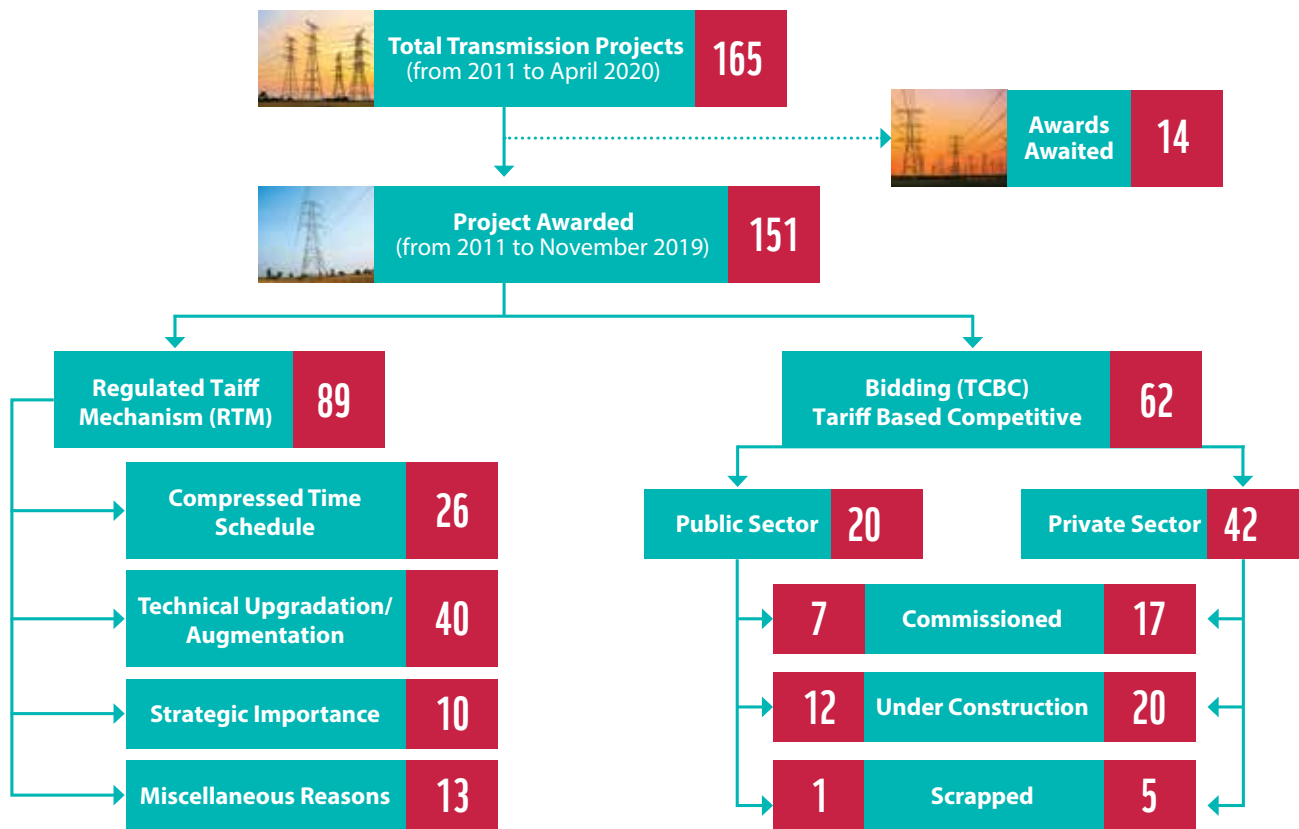 Total Transmission Projects
(from 2011 to April 2020)
165
Awards
Awaited
14
Project Awarded
(from 2011 to November 2019)
151
Regulated Taiff
Mechanism (RTM)
89
Bidding (TCBC)
Tariff Based Competitive
62
Compressed Time
Schedule
26
Technical Upgradation/
Augmentation
40
Strategic Importance
10
Miscellaneous Reasons
13
Public Sector
20
Private Sector
42
7
Commissioned
17
12
Under Construction
20
1
Scrapped
5